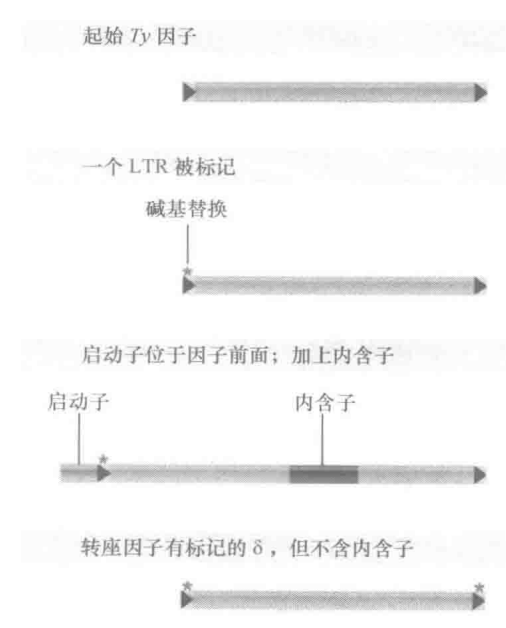 起始 Ty 因子
一个 LTR 被标记
碱基替换
启动子位于因子前面；加上内含子
启动子 内含子
转座因子有标记的 δ，但不含内含子